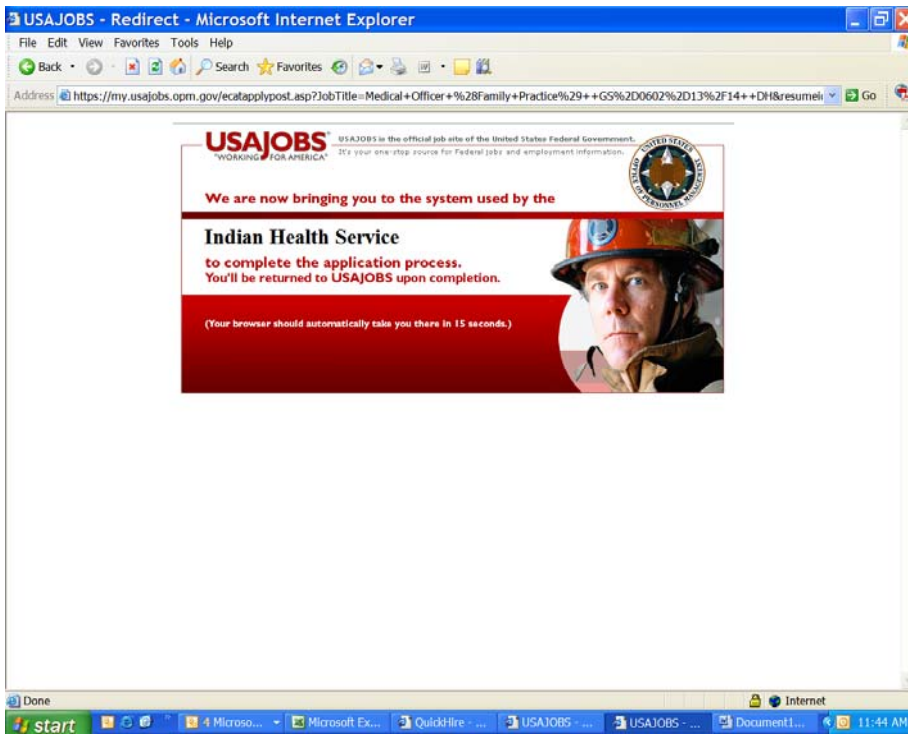 USAJOBS - Redirect - Microsoft Internet Explorer
File Edit View Favorites Tools Help
Back Search Favorites
Address https://my.usajobs.opm.gov/ecatapplypost.asp?JobTitle=Medical+Officer+%28Family+Practice%29++GS%2D0602%2D13%2F14++DH&resumeI Go
USAJOBS
"WORKING FOR AMERICA"
USAJOBS is the official job site of the United States Federal Government.
It's your one-stop source for Federal jobs and employment information.
UNITED STATES
OFFICE OF PERSONNEL MANAGEMENT
We are now bringing you to the system used by the
Indian Health Service
to complete the application process.
You'll be returned to USAJOBS upon completion.
(Your browser should automatically take you there in 15 seconds.)
Done Internet
start 4 Microso... Microsoft Ex... QuickHire - ... USAJOBS - ... USAJOBS - ... Document1... 11:44 AM